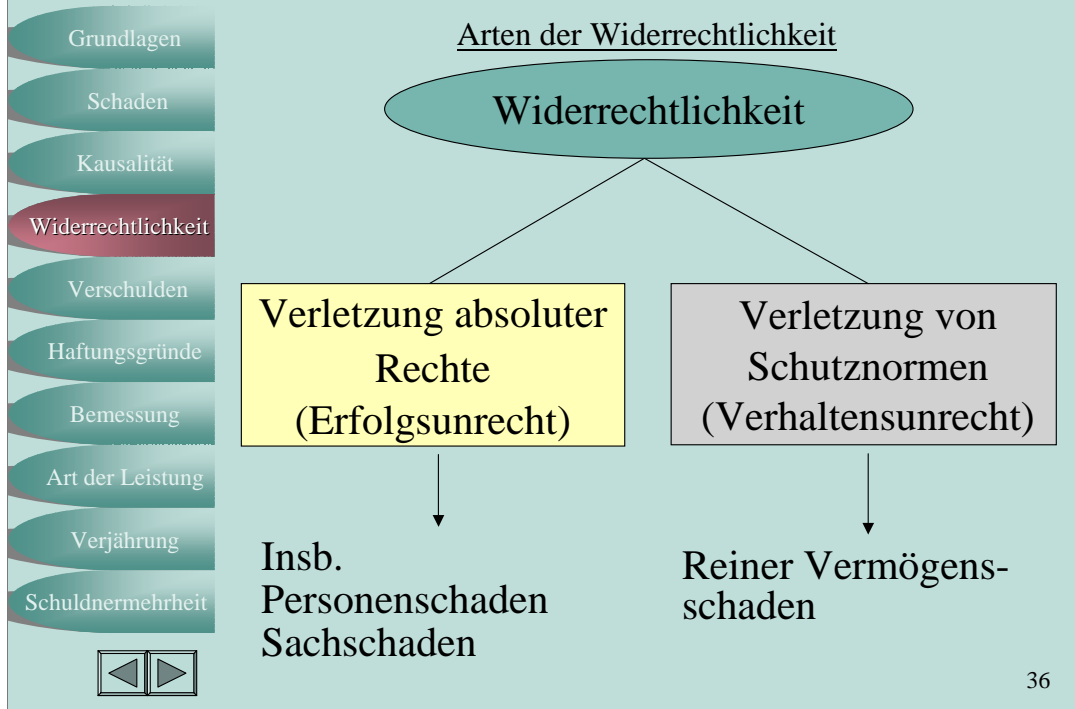 Grundlagen
Schaden
Kausalität
Widerrechtlichkeit
Verschulden
Haftungsgründe
Bemessung
Art der Leistung
Verjährung
Schuldnermehrheit
Arten der Widerrechtlichkeit
Widerrechtlichkeit
Verletzung absoluter
Rechte
(Erfolgsunrecht)
Verletzung von
Schutznormen
(Verhaltensunrecht)
Insb.
Personenschaden
Sachschaden
Reiner Vermögens-
schaden
36